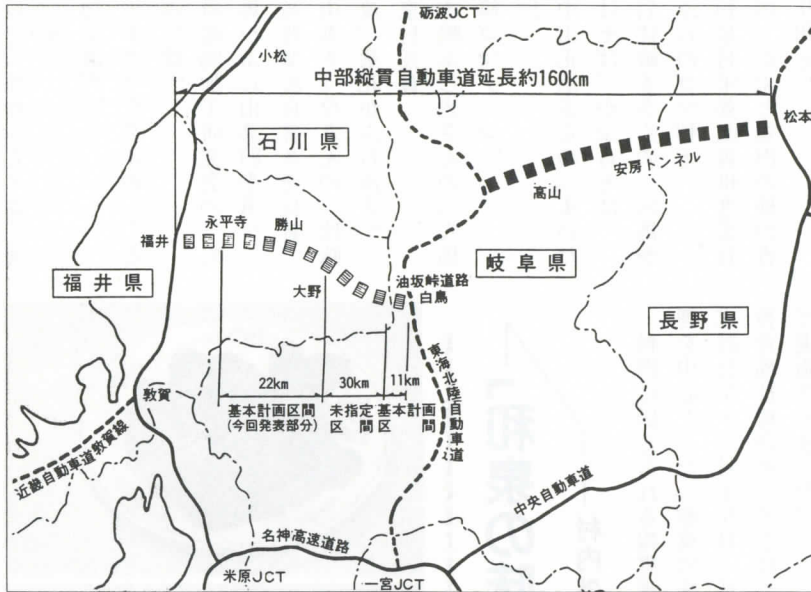 砺波JCT
小松
中部縦貫自動車道延長約160km
松本
石川県
安房トンネル
高山
永平寺
勝山
福井
岐阜県
福井県
油坂峠道路
白鳥
大野
長野県
東海北陸自動車道
22km
30km
11km
敦賀
基本計画区間
(今回発表部分)
未指定
区間
基本計画
区間
近畿自動車道敦賀線
中央自動車道
名神高速道路
米原JCT
一宮JCT